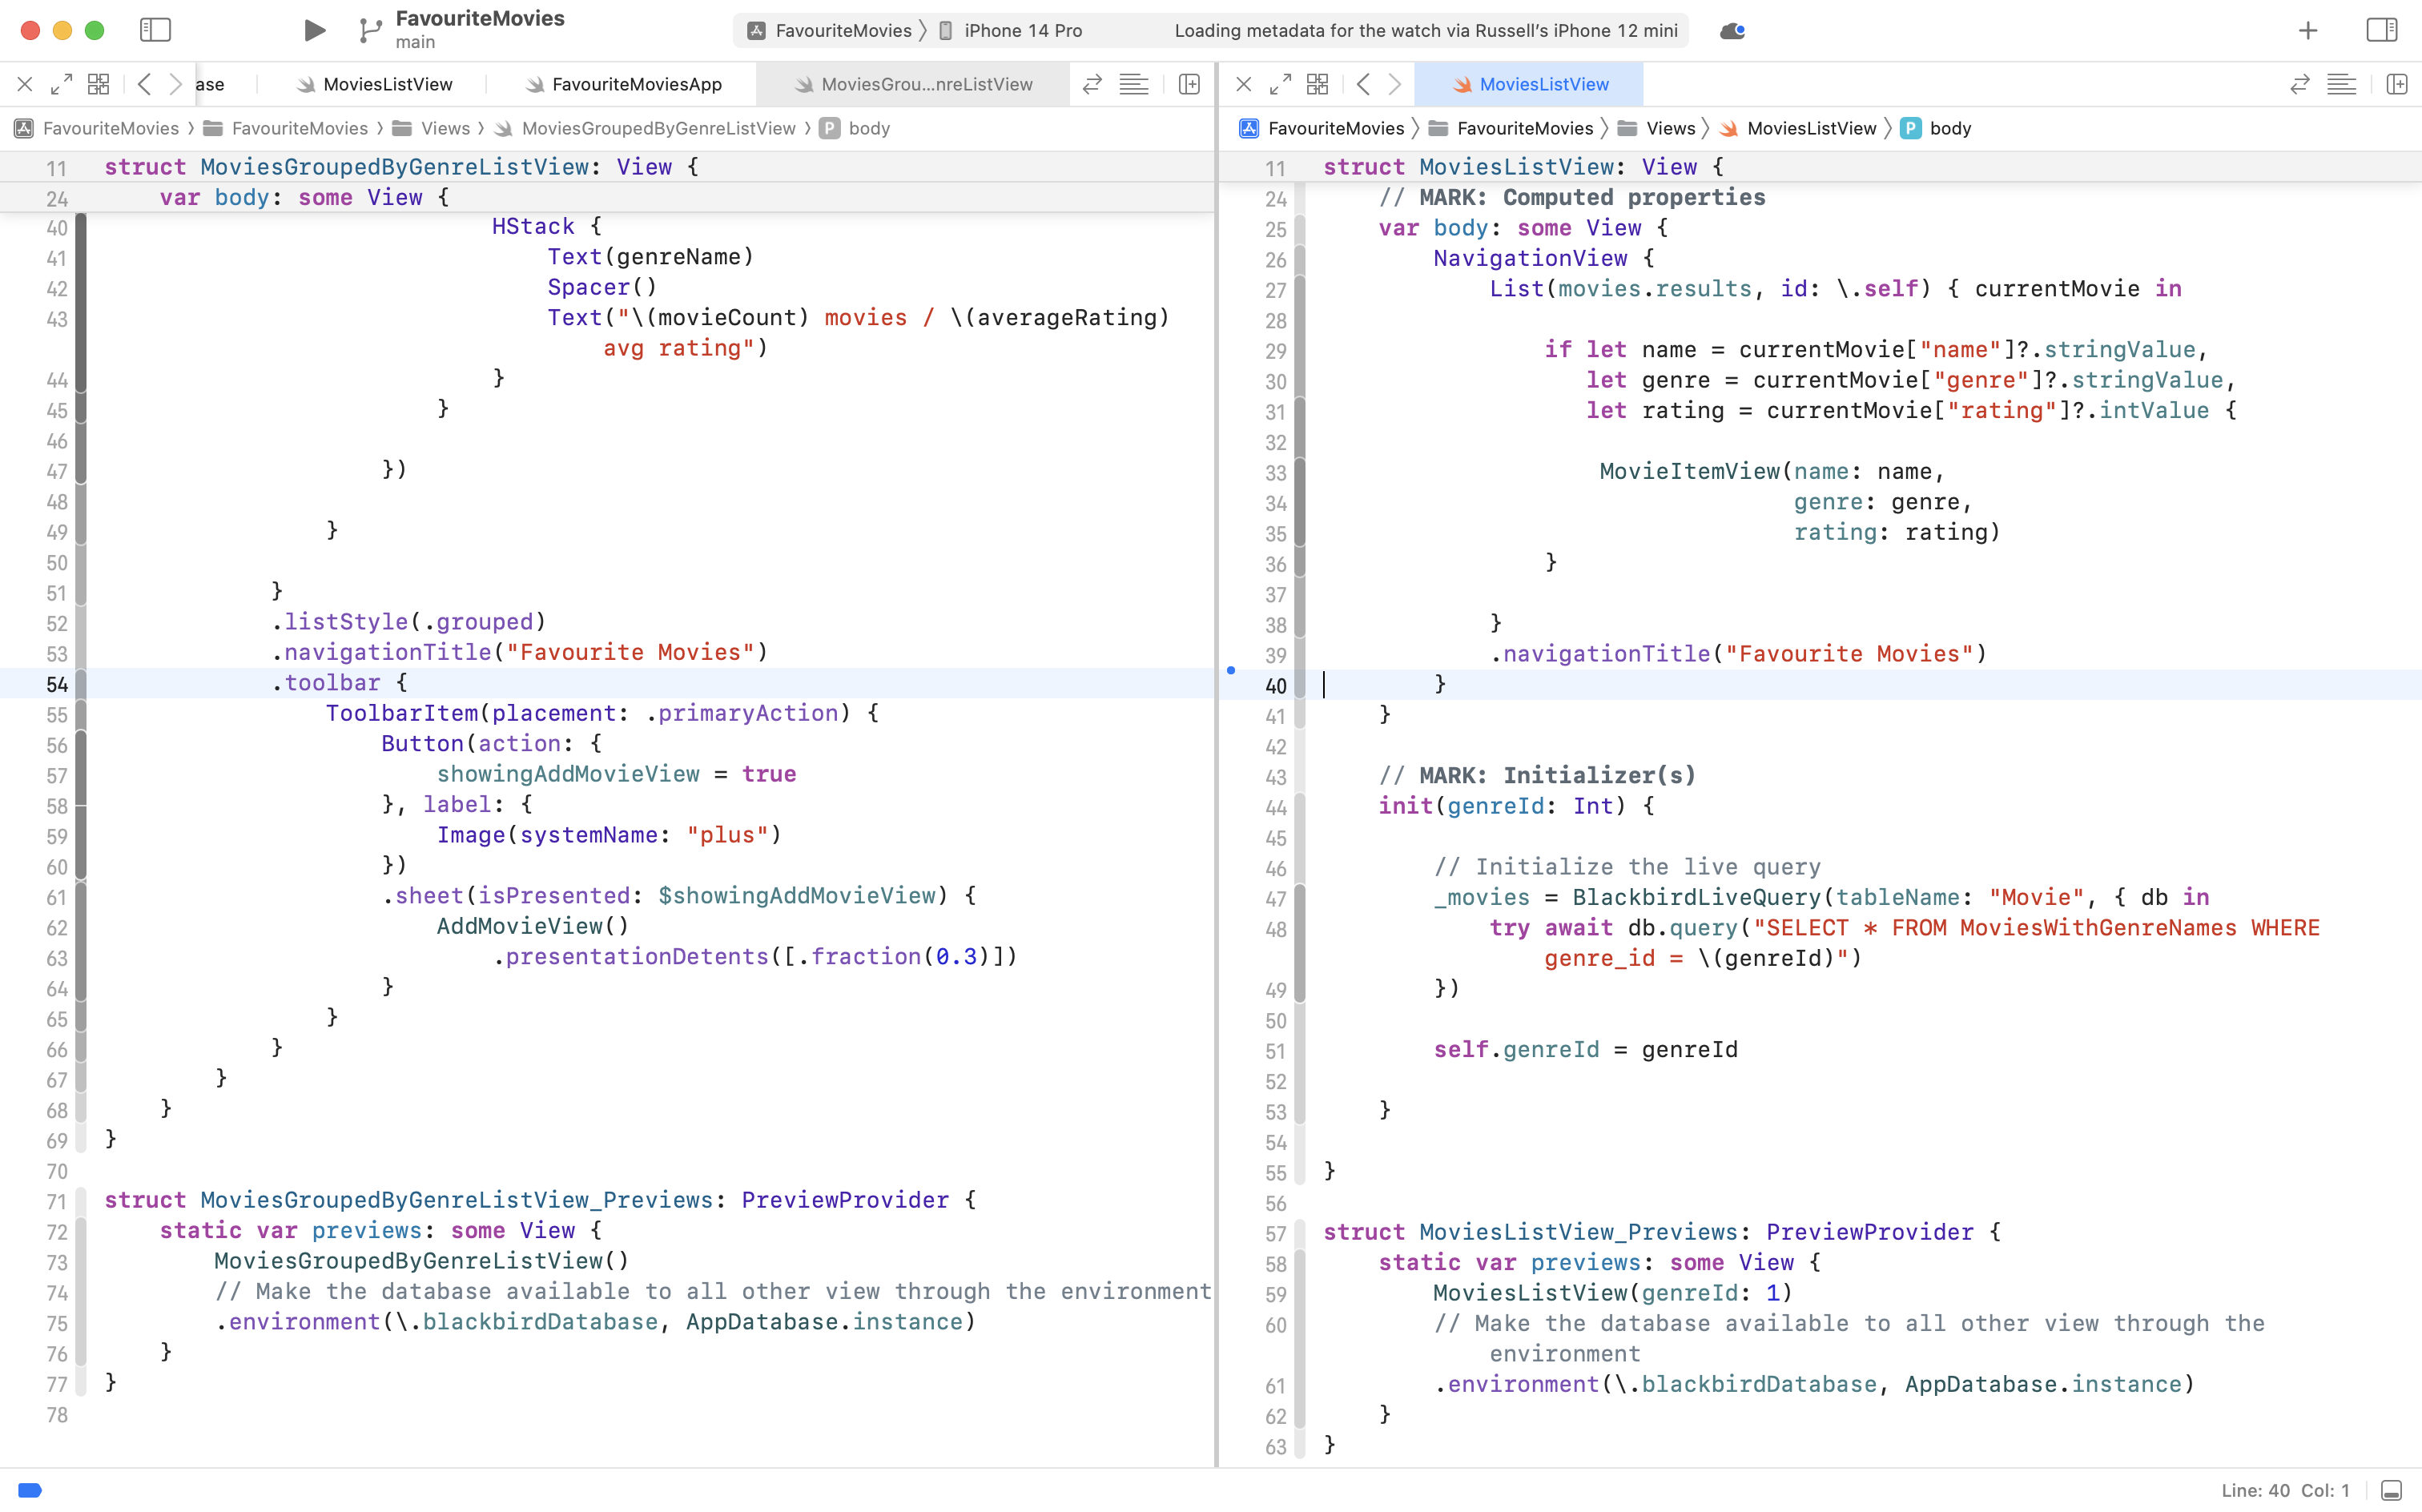 FavouriteMovies
main
FavouriteMovies 〉 iPhone 14 Pro
Loading metadata for the watch via Russell’s iPhone 12 mini
ase
MoviesListView
FavouriteMoviesApp
MoviesGrou...nreListView
FavouriteMovies 〉 FavouriteMovies 〉 Views 〉 MoviesGroupedByGenreListView 〉 P body
11 struct MoviesGroupedByGenreListView: View {
24     var body: some View {
40                             HStack {
41                                 Text(genreName)
42                                 Spacer()
43                                 Text("\(movieCount) movies / \(averageRating)
                                    avg rating")
44                             }
45                         }
46
47                     })
48
49                 }
50
51             }
52             .listStyle(.grouped)
53             .navigationTitle("Favourite Movies")
54             .toolbar {
55                 ToolbarItem(placement: .primaryAction) {
56                     Button(action: {
57                         showingAddMovieView = true
58                     }, label: {
59                         Image(systemName: "plus")
60                     })
61                     .sheet(isPresented: $showingAddMovieView) {
62                         AddMovieView()
63                             .presentationDetents([.fraction(0.3)])
64                     }
65                 }
66             }
67         }
68     }
69 }
70
71 struct MoviesGroupedByGenreListView_Previews: PreviewProvider {
72     static var previews: some View {
73         MoviesGroupedByGenreListView()
74         // Make the database available to all other view through the environment
75         .environment(\.blackbirdDatabase, AppDatabase.instance)
76     }
77 }
78
MoviesListView
FavouriteMovies 〉 FavouriteMovies 〉 Views 〉 MoviesListView 〉 P body
11 struct MoviesListView: View {
24     // MARK: Computed properties
25     var body: some View {
26         NavigationView {
27             List(movies.results, id: \.self) { currentMovie in
28
29                 if let name = currentMovie["name"]?.stringValue,
30                    let genre = currentMovie["genre"]?.stringValue,
31                    let rating = currentMovie["rating"]?.intValue {
32
33                     MovieItemView(name: name,
34                                   genre: genre,
35                                   rating: rating)
36                 }
37
38             }
39             .navigationTitle("Favourite Movies")
40         }
41     }
42
43     // MARK: Initializer(s)
44     init(genreId: Int) {
45
46         // Initialize the live query
47         _movies = BlackbirdLiveQuery(tableName: "Movie", { db in
48             try await db.query("SELECT * FROM MoviesWithGenreNames WHERE
                genre_id = \(genreId)")
49         })
50
51         self.genreId = genreId
52
53     }
54
55 }
56
57 struct MoviesListView_Previews: PreviewProvider {
58     static var previews: some View {
59         MoviesListView(genreId: 1)
60         // Make the database available to all other view through the
            environment
61         .environment(\.blackbirdDatabase, AppDatabase.instance)
62     }
63 }
Line: 40 Col: 1